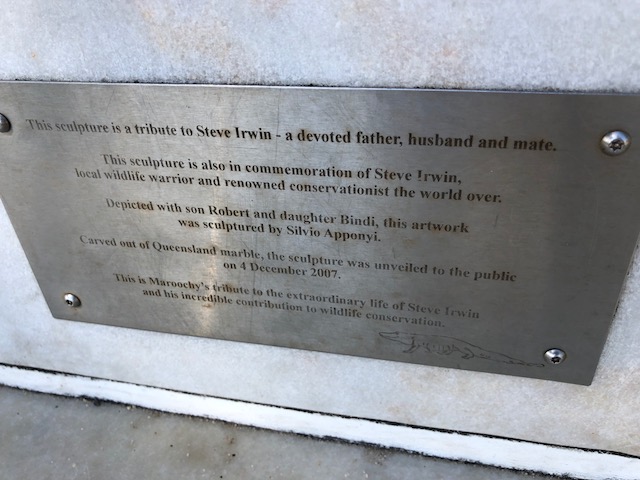 This sculpture is a tribute to Steve Irwin - a devoted father, husband and mate.
This sculpture is also in commemoration of Steve Irwin,
local wildlife warrior and renowned conservationist the world over.
Depicted with son Robert and daughter Bindi, this artwork
was sculptured by Silvio Apponyi.
Carved out of Queensland marble, the sculpture was unveiled to the public
on 4 December 2007.
This is Maroochy's tribute to the extraordinary life of Steve Irwin
and his incredible contribution to wildlife conservation.